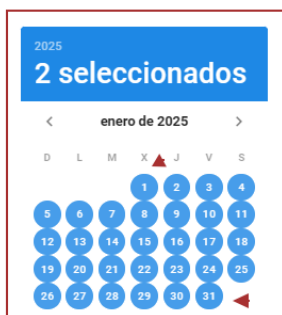 2025
2 seleccionados
enero de 2025
D L M X J V S
1 2 3 4
5 6 7 8 9 10 11
12 13 14 15 16 17 18
19 20 21 22 23 24 25
26 27 28 29 30 31